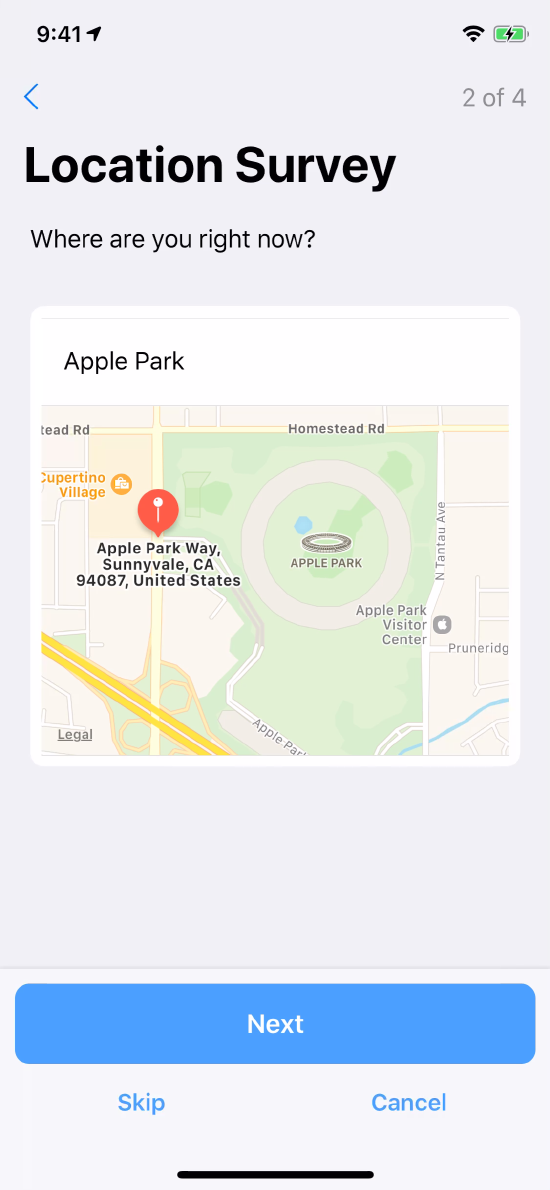 9:41
2 of 4
Location Survey
Where are you right now?
Apple Park
tead Rd
Homestead Rd
Cupertino
Village
N Tantau Ave
Apple Park Way,
Sunnyvale, CA
94087, United States
APPLE PARK
Apple Park
Visitor
Center
Pruneridg
Legal
Apple Par
Next
Skip
Cancel